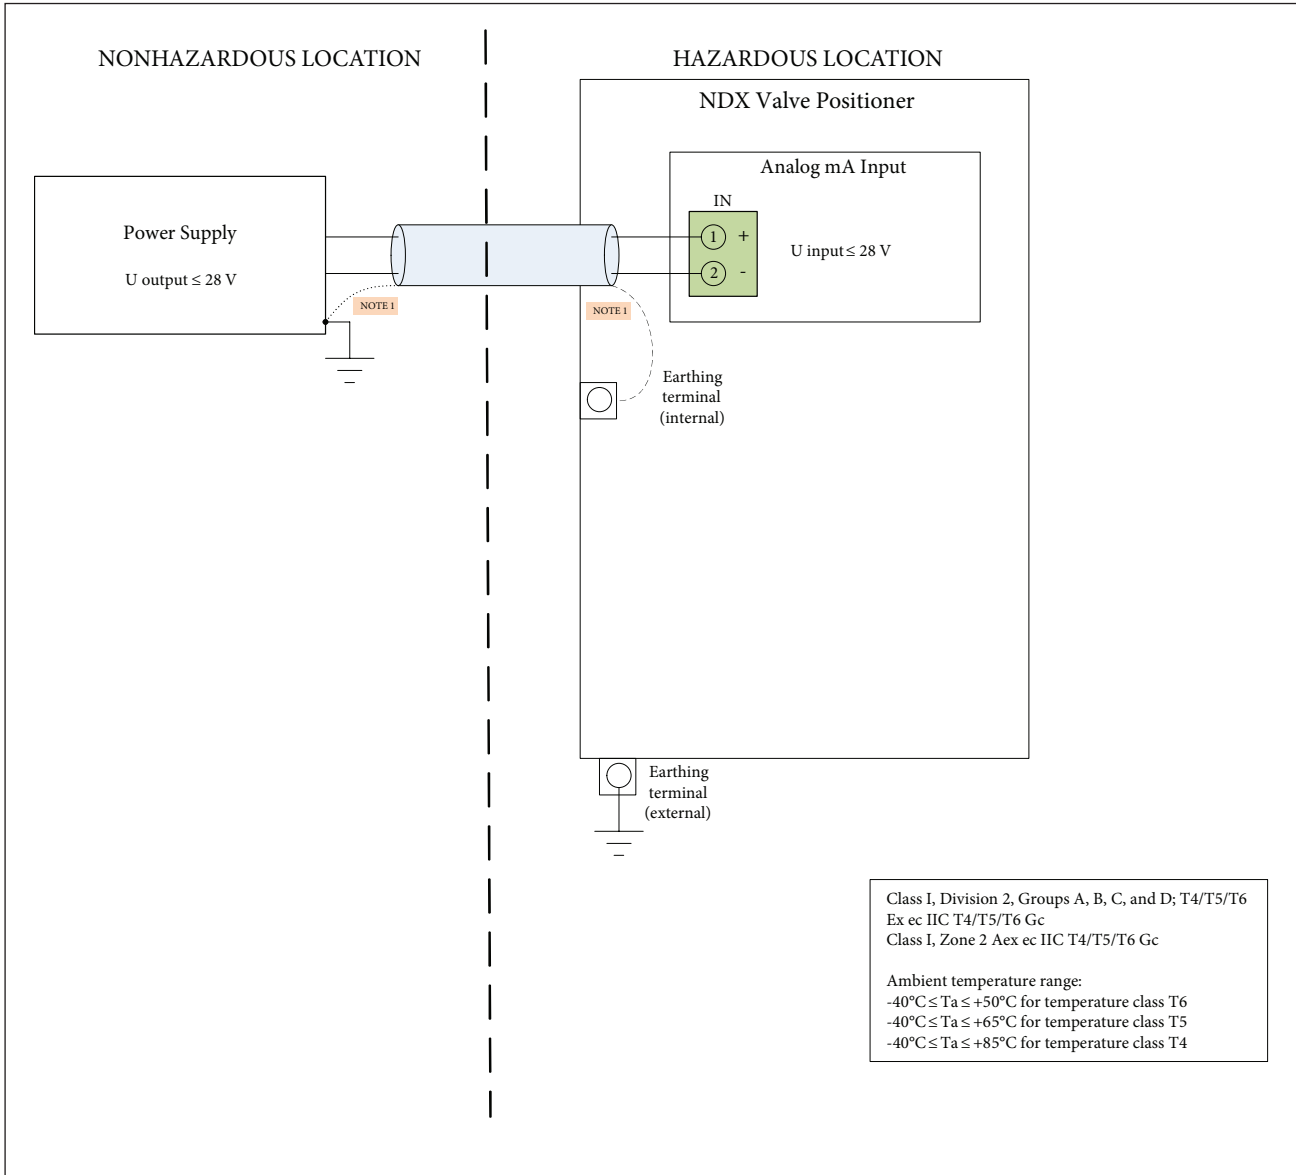 NONHAZARDOUS LOCATION
HAZARDOUS LOCATION
NDX Valve Positioner
Analog mA Input
IN
Power Supply
1 +
U input ≤ 28 V
2 -
U output ≤ 28 V
NOTE 1
NOTE 1
Earthing
terminal
(internal)
Earthing
terminal
(external)
Class I, Division 2, Groups A, B, C, and D; T4/T5/T6
Ex ec IIC T4/T5/T6 Gc
Class I, Zone 2 Aex ec IIC T4/T5/T6 Gc
Ambient temperature range:
-40°C ≤ Ta ≤ +50°C for temperature class T6
-40°C ≤ Ta ≤ +65°C for temperature class T5
-40°C ≤ Ta ≤ +85°C for temperature class T4